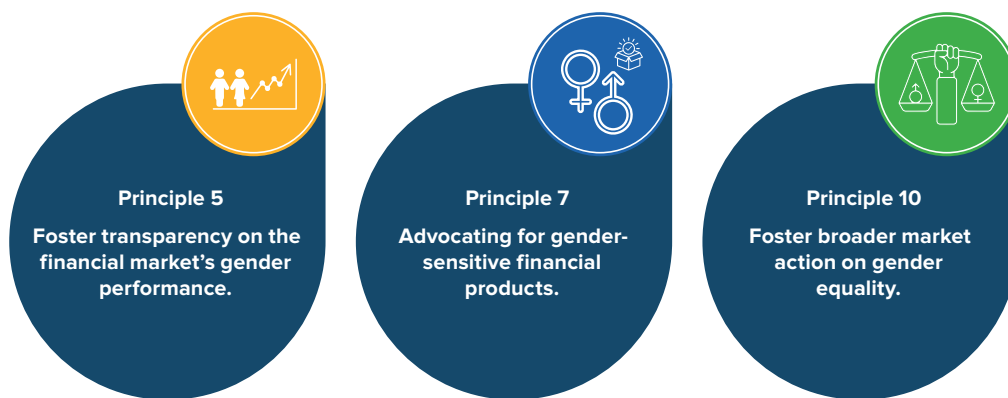 Principle 5
Foster transparency on the
financial market's gender
performance.
Principle 7
Advocating for gender-
sensitive financial
products.
Principle 10
Foster broader market
action on gender
equality.